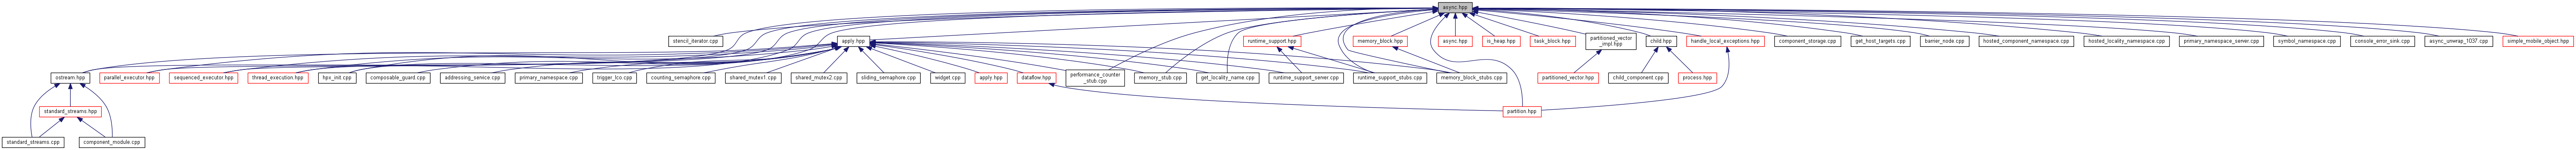 async.hpp
stencil_iterator.cpp
apply.hpp
runtime_support.hpp
memory_block.hpp
async.hpp
is_heap.hpp
task_block.hpp
partitioned_vector
_impl.hpp
child.hpp
handle_local_exceptions.hpp
component_storage.cpp
get_host_targets.cpp
barrier_node.cpp
hosted_component_namespace.cpp
hosted_locality_namespace.cpp
primary_namespace_server.cpp
symbol_namespace.cpp
console_error_sink.cpp
async_unwrap_1037.cpp
simple_mobile_object.hpp
ostream.hpp
parallel_executor.hpp
sequenced_executor.hpp
thread_execution.hpp
hpx_init.cpp
composable_guard.cpp
addressing_service.cpp
primary_namespace.cpp
trigger_lco.cpp
counting_semaphore.cpp
shared_mutex1.cpp
shared_mutex2.cpp
sliding_semaphore.cpp
widget.cpp
apply.hpp
dataflow.hpp
performance_counter
_stub.cpp
memory_stub.cpp
get_locality_name.cpp
runtime_support_server.cpp
runtime_support_stubs.cpp
memory_block_stubs.cpp
partitioned_vector.hpp
child_component.cpp
process.hpp
standard_streams.hpp
partition.hpp
standard_streams.cpp
component_module.cpp